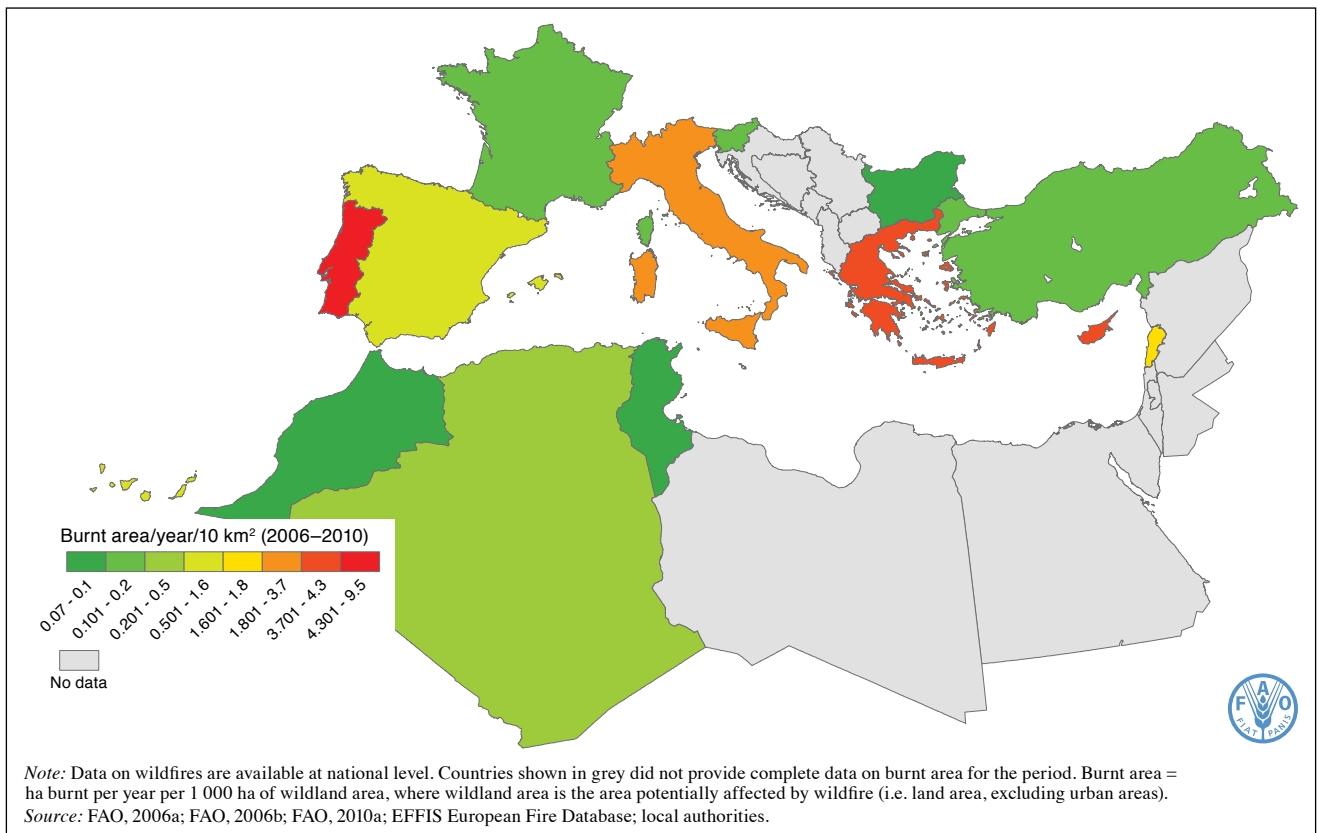 Burnt area/year/10 km² (2006–2010)
0.07 - 0.1
0.101 - 0.2
0.201 - 0.5
0.501 - 1.6
1.601 - 1.8
1.801 - 3.7
3.701 - 4.3
4.301 - 9.5
No data
F A O
FIAT PANIS
Note: Data on wildfires are available at national level. Countries shown in grey did not provide complete data on burnt area for the period. Burnt area =
ha burnt per year per 1 000 ha of wildland area, where wildland area is the area potentially affected by wildfire (i.e. land area, excluding urban areas).
Source: FAO, 2006a; FAO, 2006b; FAO, 2010a; EFFIS European Fire Database; local authorities.